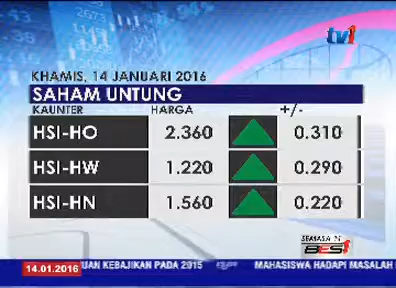 tv1
KHAMIS, 14 JANUARI 2016
SAHAM UNTUNG
KAUNTER HARGA +/-
HSI-HO 2.360 0.310
HSI-HW 1.220 0.290
HSI-HN 1.560 0.220
SEMASA DI
BES1
14.01.2016 UAN KEBAJIKAN PADA 2015 MAHASISWA HADAPI MASALAH